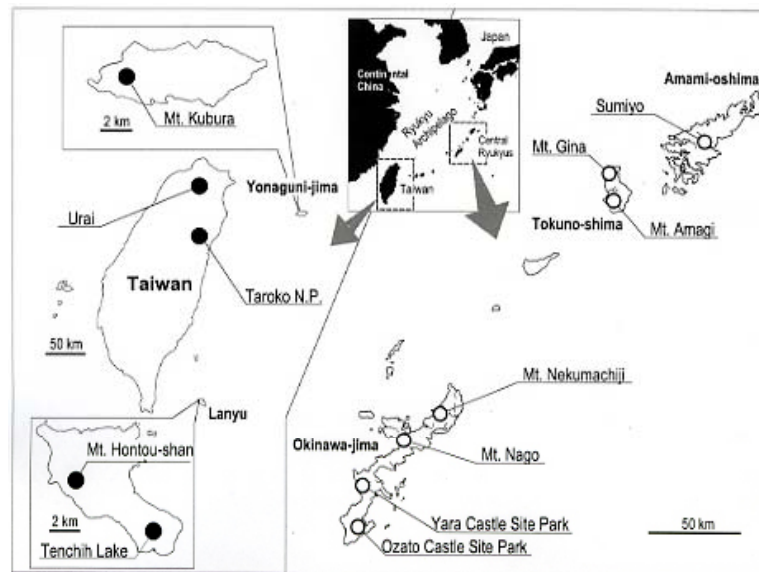 2 km
Mt. Kubura
Yonaguni-jima
Urai
Taiwan
Taroko N.P.
50 km
Lanyu
Mt. Hontou-shan
2 km
Tenchih Lake
Japan
Continental
China
Ryukyu
Archipelago
Central
Ryukyus
Taiwan
Amami-oshima
Sumiyo
Mt. Gina
Tokuno-shima
Mt. Amagi
Mt. Nekumachiji
Okinawa-jima
Mt. Nago
Yara Castle Site Park
Ozato Castle Site Park
50 km